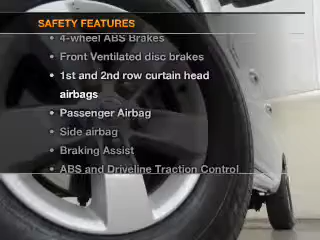 SAFETY FEATURES
• 4-wheel ABS Brakes
• Front Ventilated disc brakes
• 1st and 2nd row curtain head
airbags
• Passenger Airbag
• Side airbag
• Braking Assist
• ABS and Driveline Traction Control